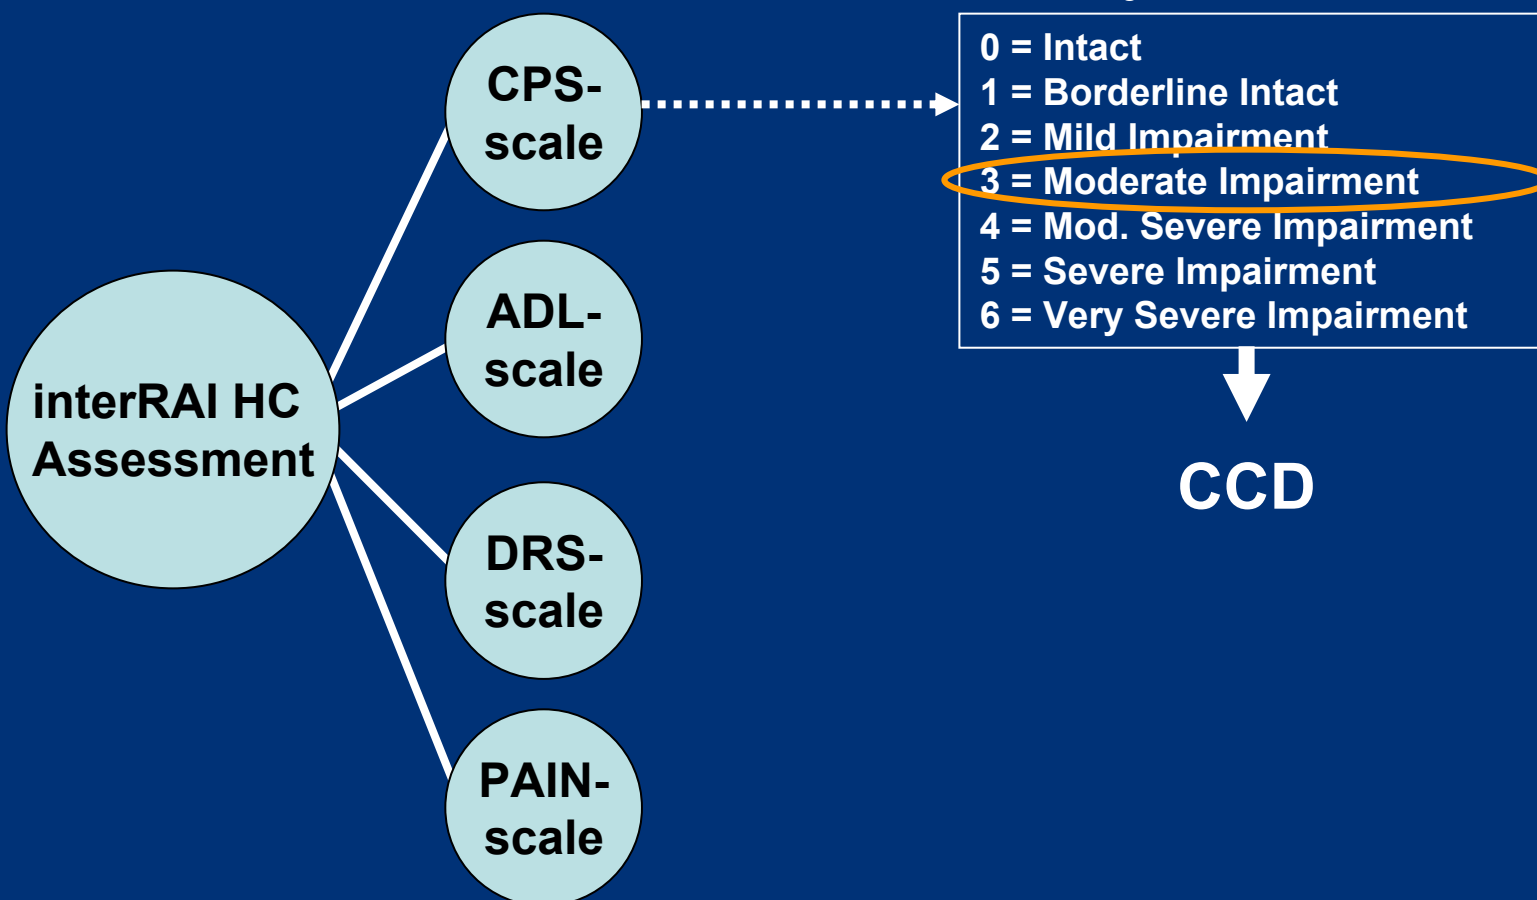 CPS-
scale
0 = Intact
1 = Borderline Intact
2 = Mild Impairment
3 = Moderate Impairment
4 = Mod. Severe Impairment
5 = Severe Impairment
6 = Very Severe Impairment
ADL-
scale
interRAI HC
Assessment
CCD
DRS-
scale
PAIN-
scale